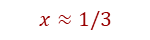 x ≈ 1/3